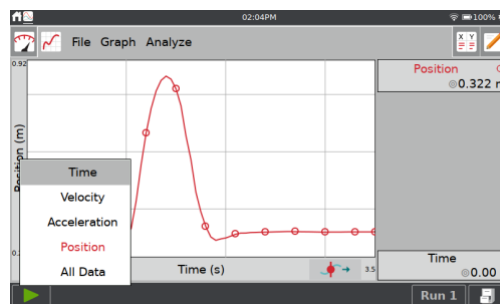 02:04PM
100%
File Graph Analyze
X Y
0.92
Position (m)
Position
0.322
Time
Velocity
Acceleration
Position
All Data
Time (s)
3.5
Time
0.00
Run 1